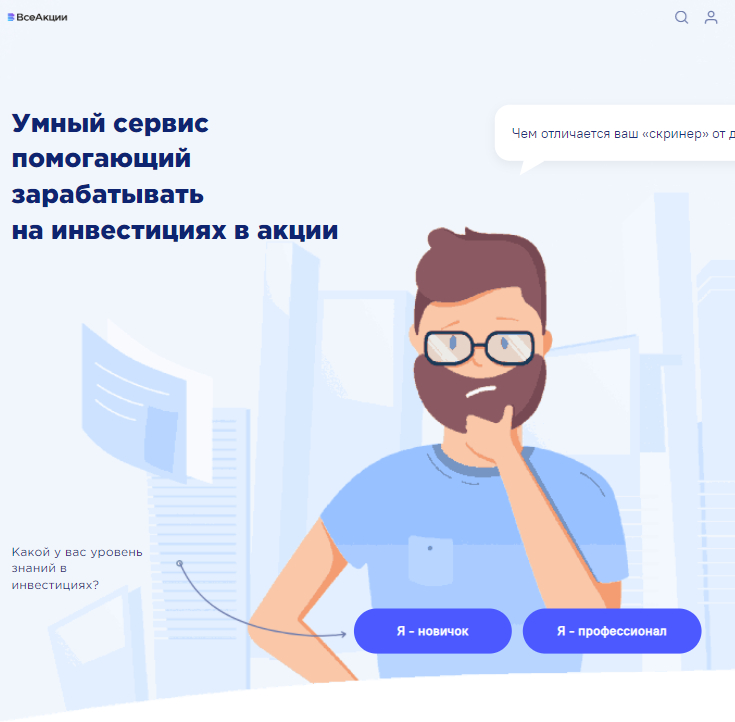 ВсеАкции
Умный сервис
помогающий
зарабатывать
на инвестициях в акции
Чем отличается ваш «скринер» от д
Какой у вас уровень
знаний в
инвестициях?
Я - новичок
Я - профессионал